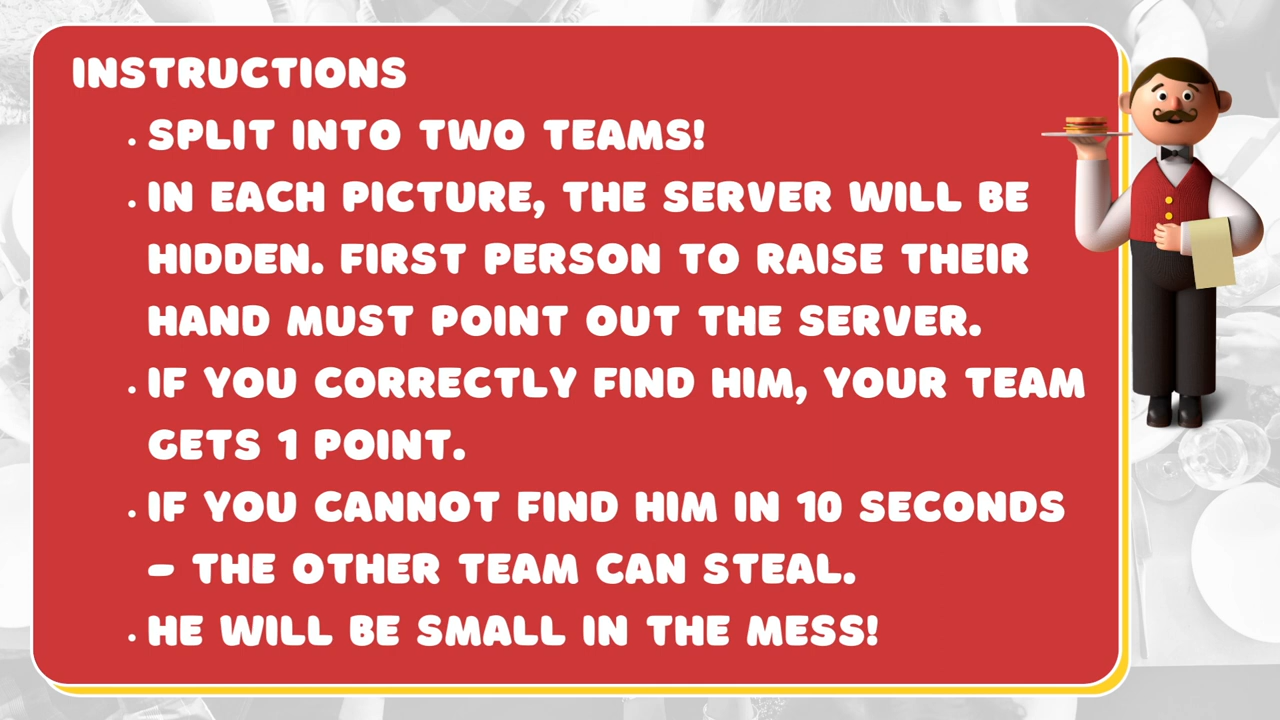 INSTRUCTIONS
• SPLIT INTO TWO TEAMS!
• IN EACH PICTURE, THE SERVER WILL BE
HIDDEN. FIRST PERSON TO RAISE THEIR
HAND MUST POINT OUT THE SERVER.
• IF YOU CORRECTLY FIND HIM, YOUR TEAM
GETS 1 POINT.
• IF YOU CANNOT FIND HIM IN 10 SECONDS
– THE OTHER TEAM CAN STEAL.
• HE WILL BE SMALL IN THE MESS!